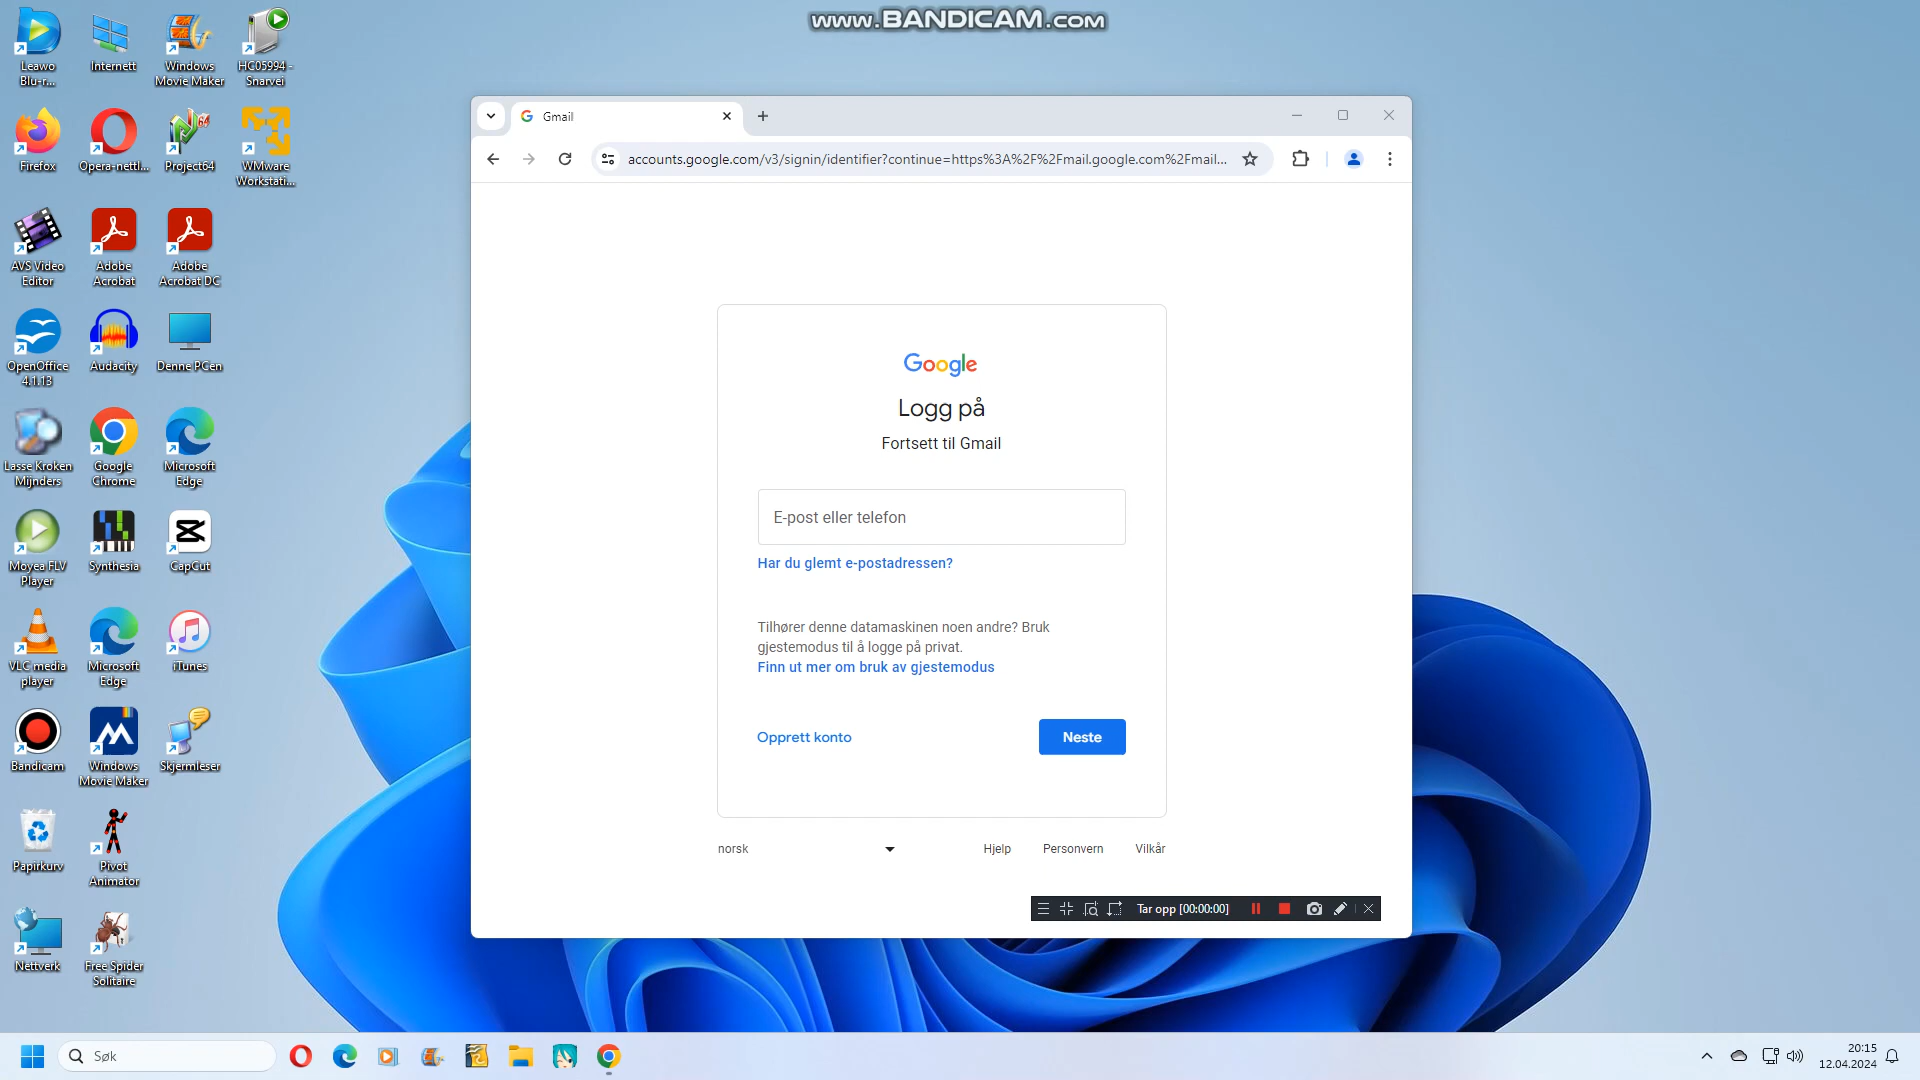 www.BANDICAM.com
Leawo
Blu-r...
Internett
Windows
Movie Maker
HC05994 -
Snarvei
Firefox
Opera-nettl...
Project64
WMware
Workstati...
AVS Video
Editor
Adobe
Acrobat
Adobe
Acrobat DC
OpenOffice
4.1.13
Audacity
Denne PCen
Lasse Kroken
Mijnders
Google
Chrome
Microsoft
Edge
Moyea FLV
Player
Synthesia
CapCut
VLC media
player
Microsoft
Edge
iTunes
Bandicam
Windows
Movie Maker
Skjermleser
Papirkurv
Pivot
Animator
Nettverk
Free Spider
Solitaire
Gmail
accounts.google.com/v3/signin/identifier?continue=https%3A%2F%2Fmail.google.com%2Fmail...
Google
Logg på
Fortsett til Gmail
E-post eller telefon
Har du glemt e-postadressen?
Tilhører denne datamaskinen noen andre? Bruk
gjestemodus til å logge på privat.
Finn ut mer om bruk av gjestemodus
Opprett konto
Neste
norsk
Hjelp
Personvern
Vilkår
Tar opp [00:00:00]
Søk
20:15
12.04.2024